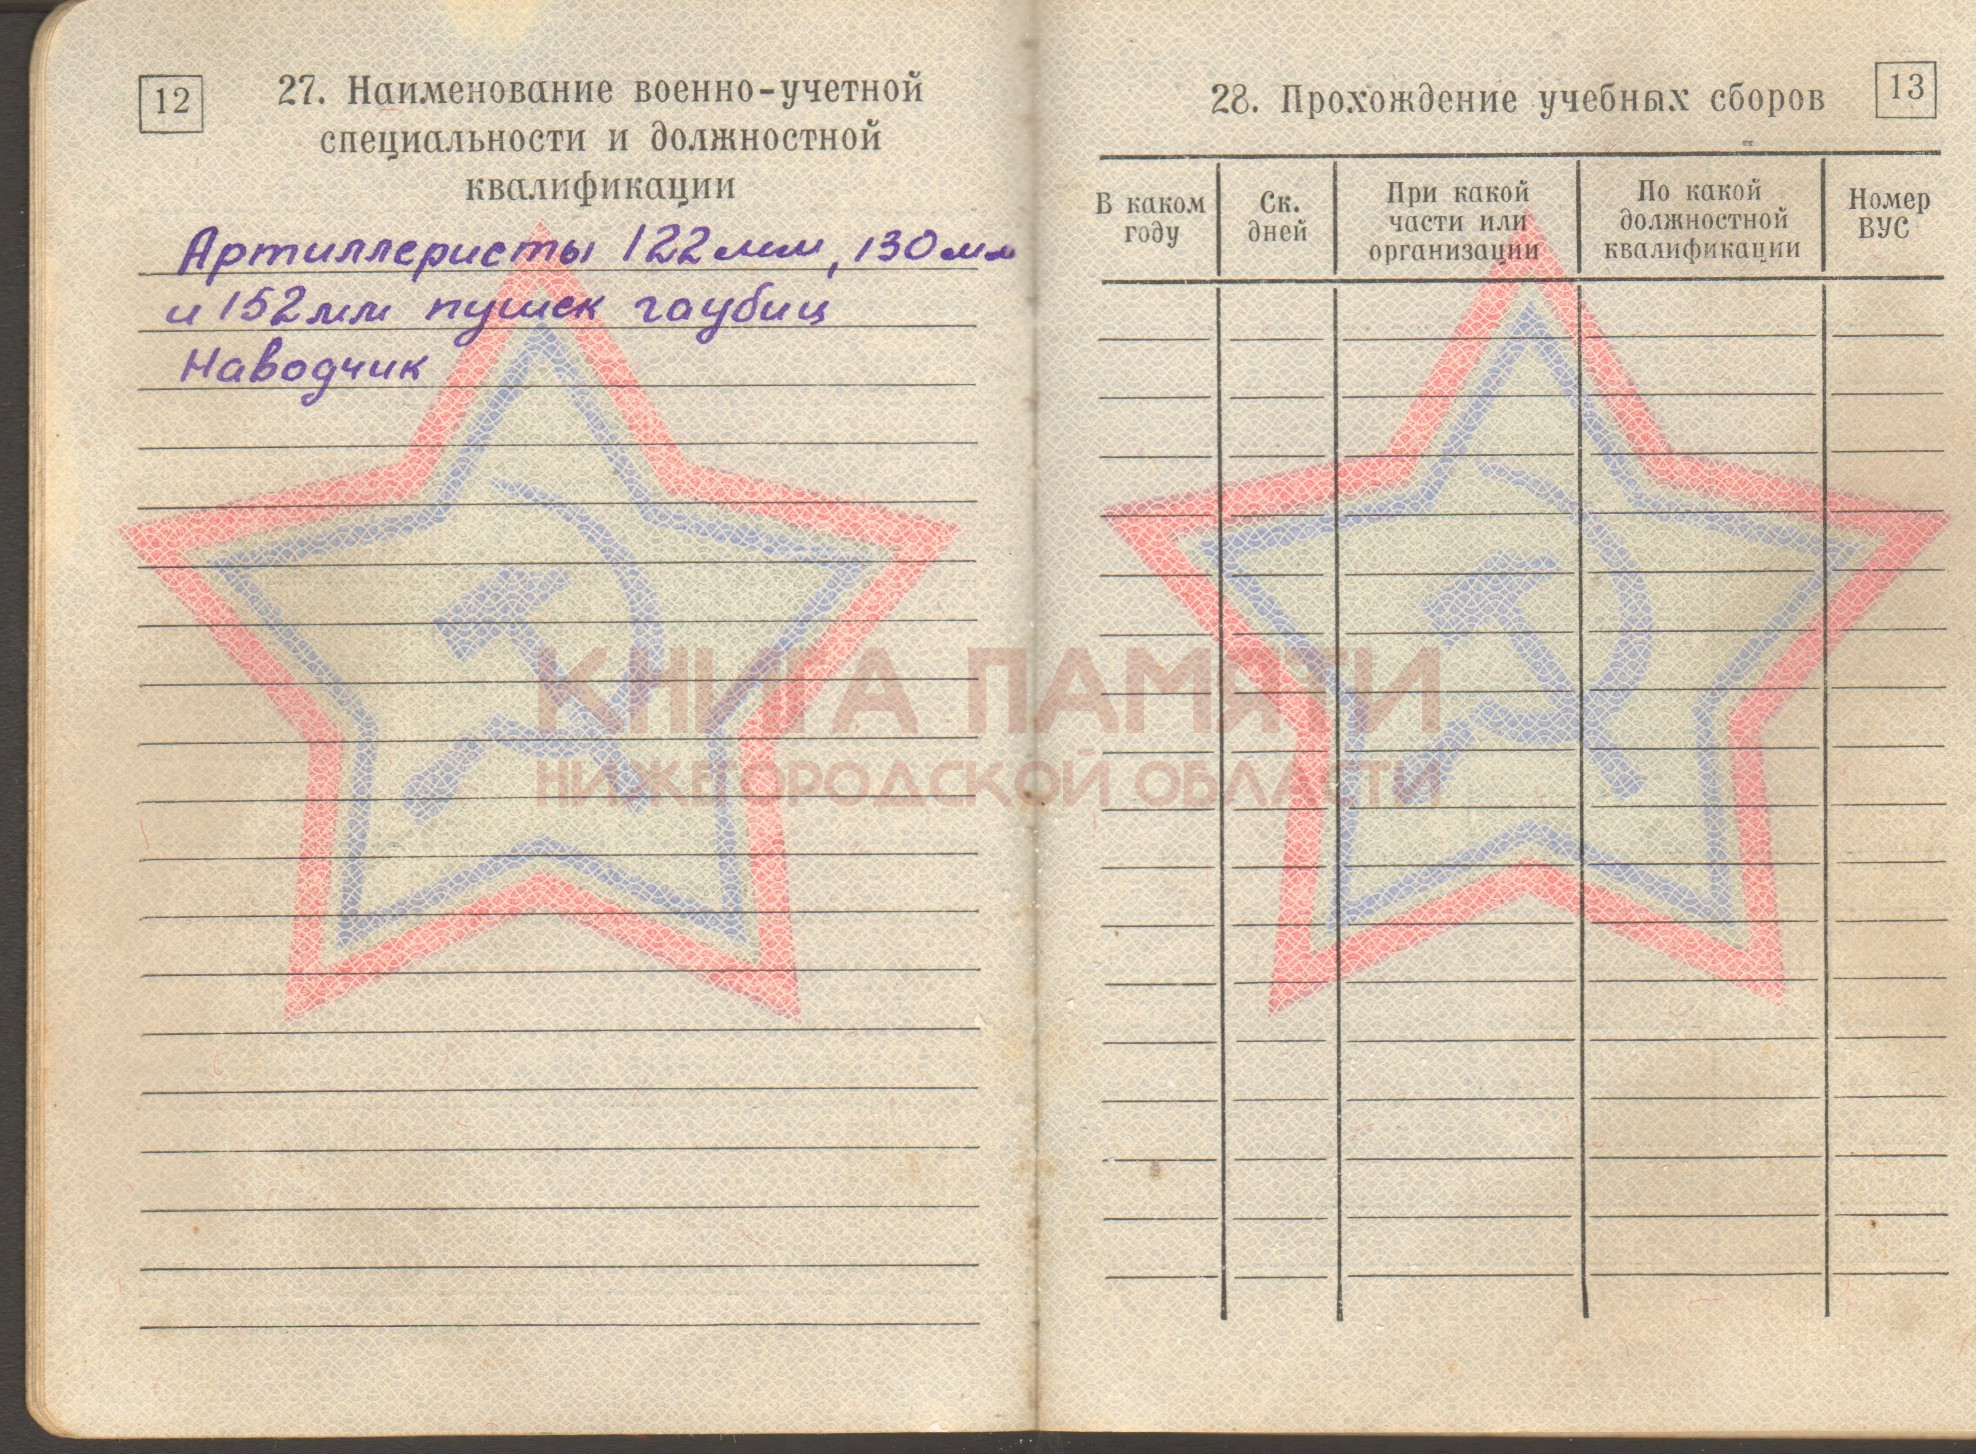 12
27. Наименование военно-учетной
специальности и должностной
квалификации
Артиллеристы 122мм, 130мм
и 152мм пушек гаубиц
Наводчик
28. Прохождение учебных сборов
13
В каком
году
Ск.
дней
При какой
части или
организации
По какой
должностной
квалификации
Номер
ВУС
КНИГА ПАМЯТИ
НИЖЕГОРОДСКОЙ ОБЛАСТИ